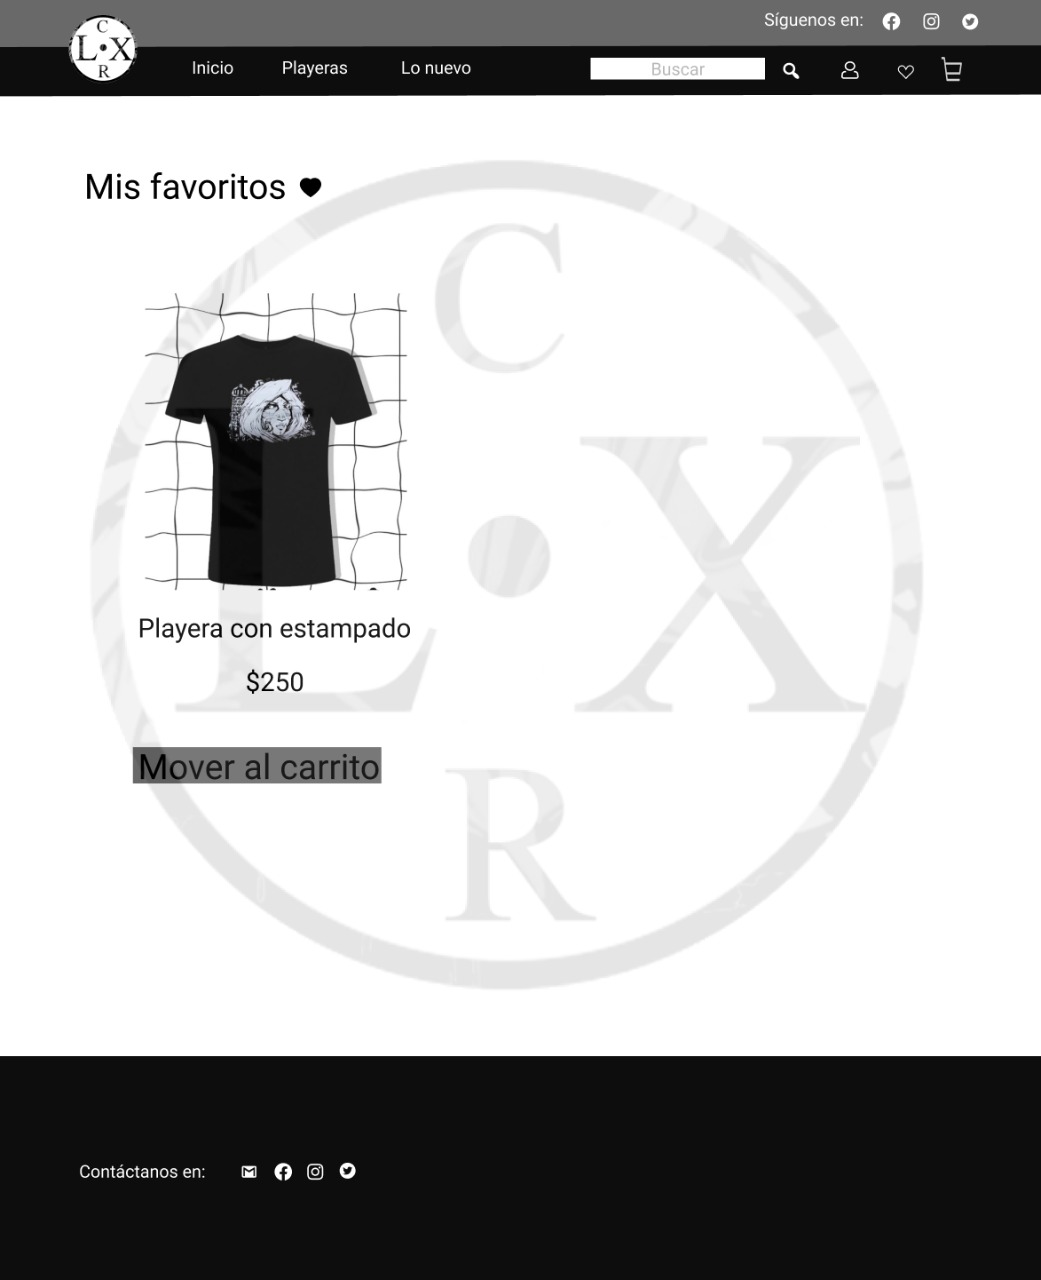 Síguenos en:
C
L·X
R
Inicio Playeras Lo nuevo Buscar
Mis favoritos
C
L·X
R
Playera con estampado
$250
Mover al carrito
Contáctanos en: